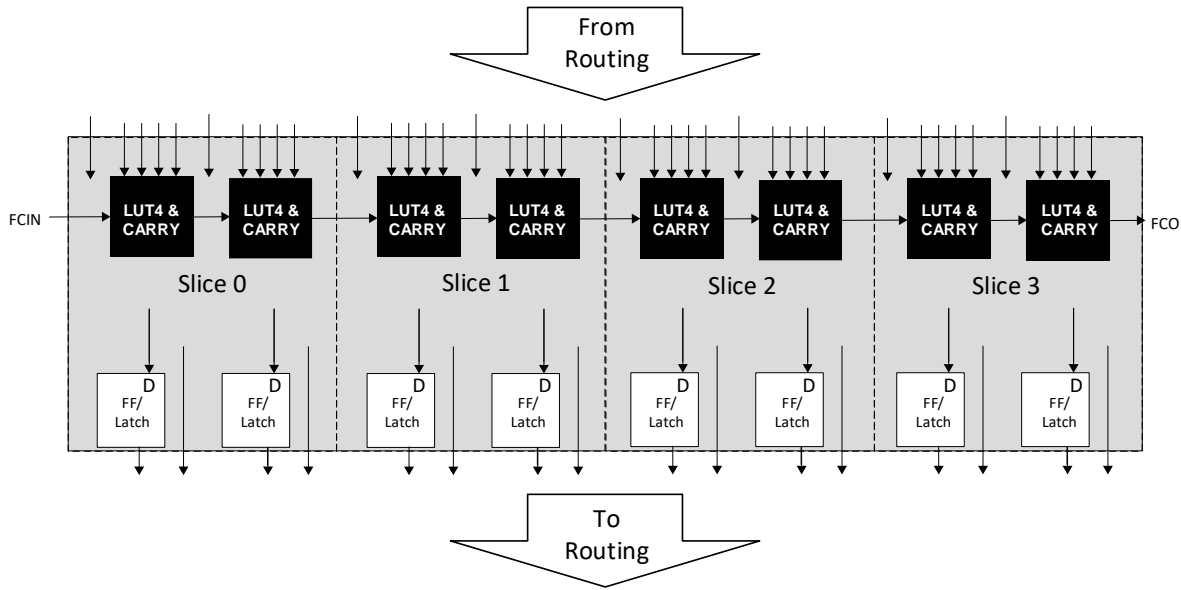 From
Routing
FCIN
LUT4 &
CARRY
LUT4 &
CARRY
LUT4 &
CARRY
LUT4 &
CARRY
LUT4 &
CARRY
LUT4 &
CARRY
LUT4 &
CARRY
LUT4 &
CARRY
FCO
Slice 0
Slice 1
Slice 2
Slice 3
D
FF/
Latch
D
FF/
Latch
D
FF/
Latch
D
FF/
Latch
D
FF/
Latch
D
FF/
Latch
D
FF/
Latch
D
FF/
Latch
To
Routing